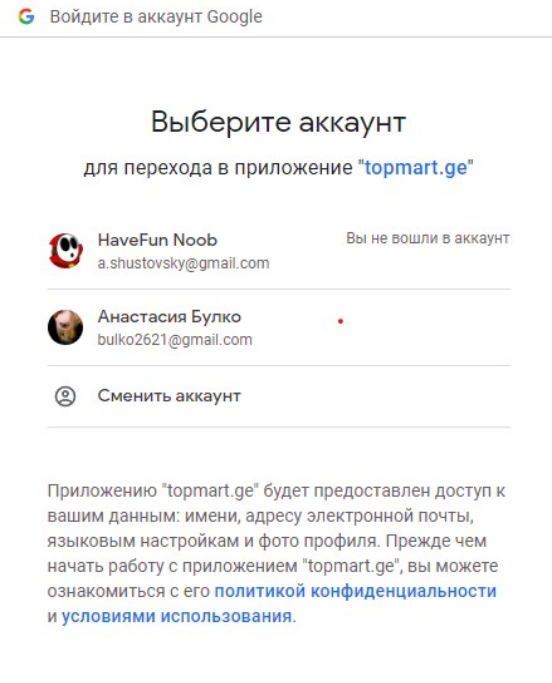 Войдите в аккаунт Google
Выберите аккаунт
для перехода в приложение "topmart.ge"
HaveFun Noob
Вы не вошли в аккаунт
a.shustovsky@gmail.com
Анастасия Булко
bulko2621@gmail.com
Сменить аккаунт
Приложению "topmart.ge" будет предоставлен доступ к
вашим данным: имени, адресу электронной почты,
языковым настройкам и фото профиля. Прежде чем
начать работу с приложением "topmart.ge", вы можете
ознакомиться с его политикой конфиденциальности
и условиями использования.